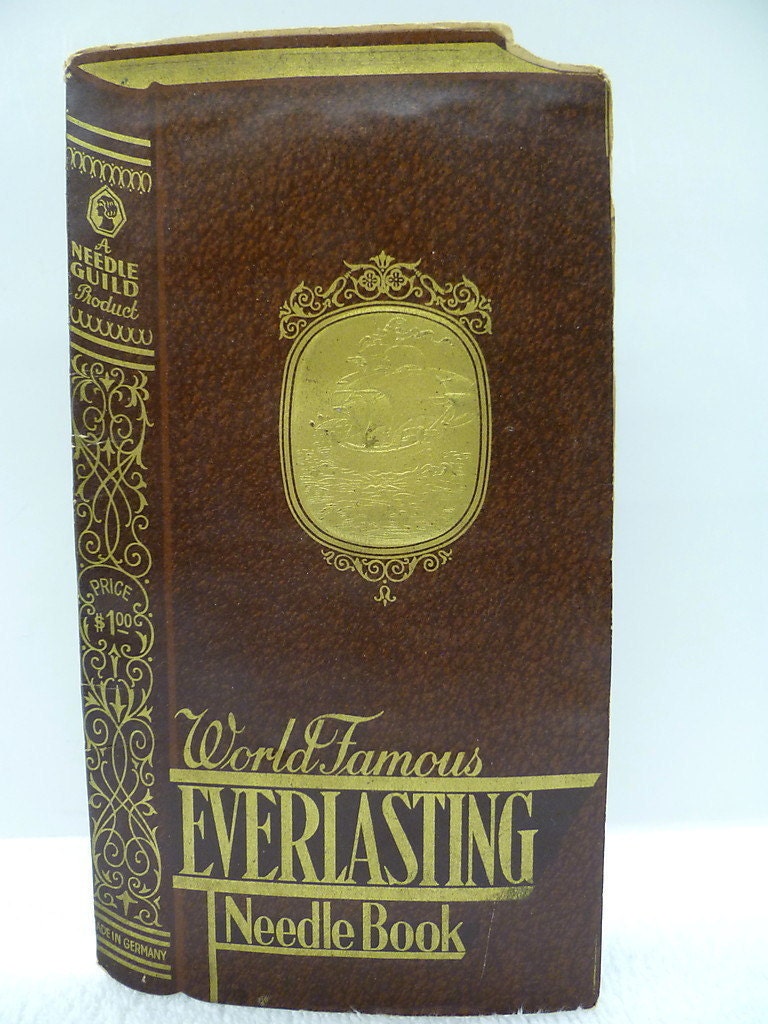 A
NEEDLE
GUILD
Product
PRICE
$1.00
MADE IN GERMANY
World Famous
EVERLASTING
Needle Book